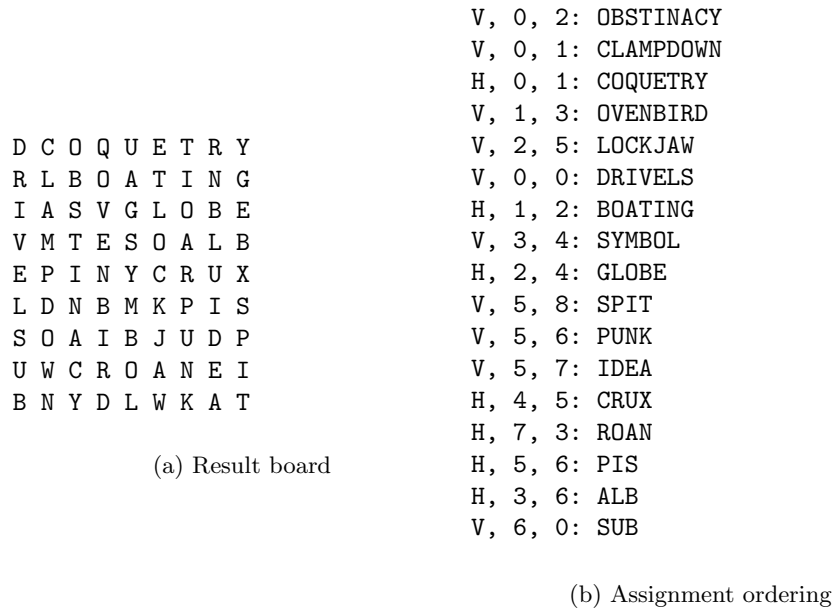 D C O Q U E T R Y
R L B O A T I N G
I A S V G L O B E
V M T E S O A L B
E P I N Y C R U X
L D N B M K P I S
S O A I B J U D P
U W C R O A N E I
B N Y D L W K A T
(a) Result board
V, 0, 2: OBSTINACY
V, 0, 1: CLAMPDOWN
H, 0, 1: COQUETRY
V, 1, 3: OVENBIRD
V, 2, 5: LOCKJAW
V, 0, 0: DRIVELS
H, 1, 2: BOATING
V, 3, 4: SYMBOL
H, 2, 4: GLOBE
V, 5, 8: SPIT
V, 5, 6: PUNK
V, 5, 7: IDEA
H, 4, 5: CRUX
H, 7, 3: ROAN
H, 5, 6: PIS
H, 3, 6: ALB
V, 6, 0: SUB
(b) Assignment ordering